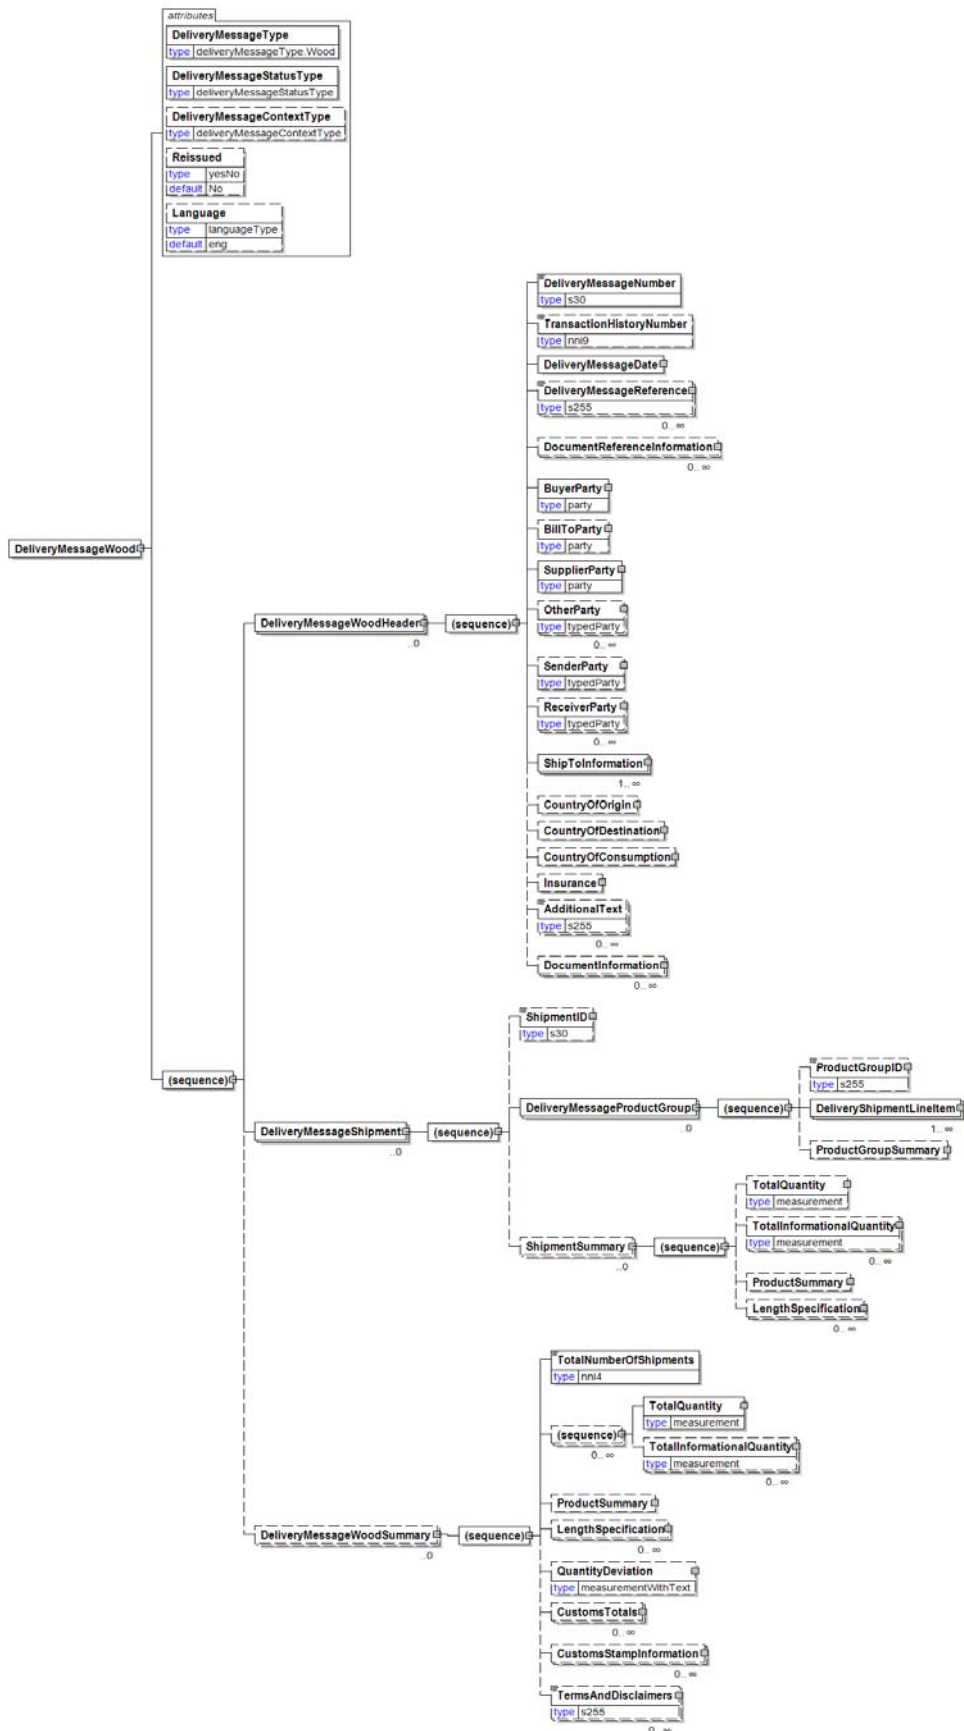 attributes
DeliveryMessageType
type deliveryMessageType.Wood
DeliveryMessageStatusType
type deliveryMessageStatusType
DeliveryMessageContextType
type deliveryMessageContextType
Reissued
type yesNo
default No
Language
type languageType
default eng
DeliveryMessageWood
DeliveryMessageWoodHeader
..0
(sequence)
DeliveryMessageNumber
type s30
TransactionHistoryNumber
type nni9
DeliveryMessageDate
DeliveryMessageReference
type s255
0.. ∞
DocumentReferenceInformation
0.. ∞
BuyerParty
type party
BillToParty
type party
SupplierParty
type party
OtherParty
type typedParty
0.. ∞
SenderParty
type typedParty
ReceiverParty
type typedParty
0.. ∞
ShipToInformation
1.. ∞
CountryOfOrigin
CountryOfDestination
CountryOfConsumption
Insurance
AdditionalText
type s255
0.. ∞
DocumentInformation
0.. ∞
(sequence)
DeliveryMessageShipment
..0
(sequence)
ShipmentID
type s30
DeliveryMessageProductGroup
..0
(sequence)
ProductGroupID
type s255
DeliveryShipmentLineItem
1.. ∞
ProductGroupSummary
ShipmentSummary
..0
(sequence)
TotalQuantity
type measurement
TotalInformationalQuantity
type measurement
0.. ∞
ProductSummary
LengthSpecification
0.. ∞
DeliveryMessageWoodSummary
..0
(sequence)
TotalNumberOfShipments
type nni4
(sequence)
0.. ∞
TotalQuantity
type measurement
TotalInformationalQuantity
type measurement
0.. ∞
ProductSummary
LengthSpecification
0.. ∞
QuantityDeviation
type measurementWithText
CustomsTotals
0.. ∞
CustomsStampInformation
0.. ∞
TermsAndDisclaimers
type s255
0.. ∞